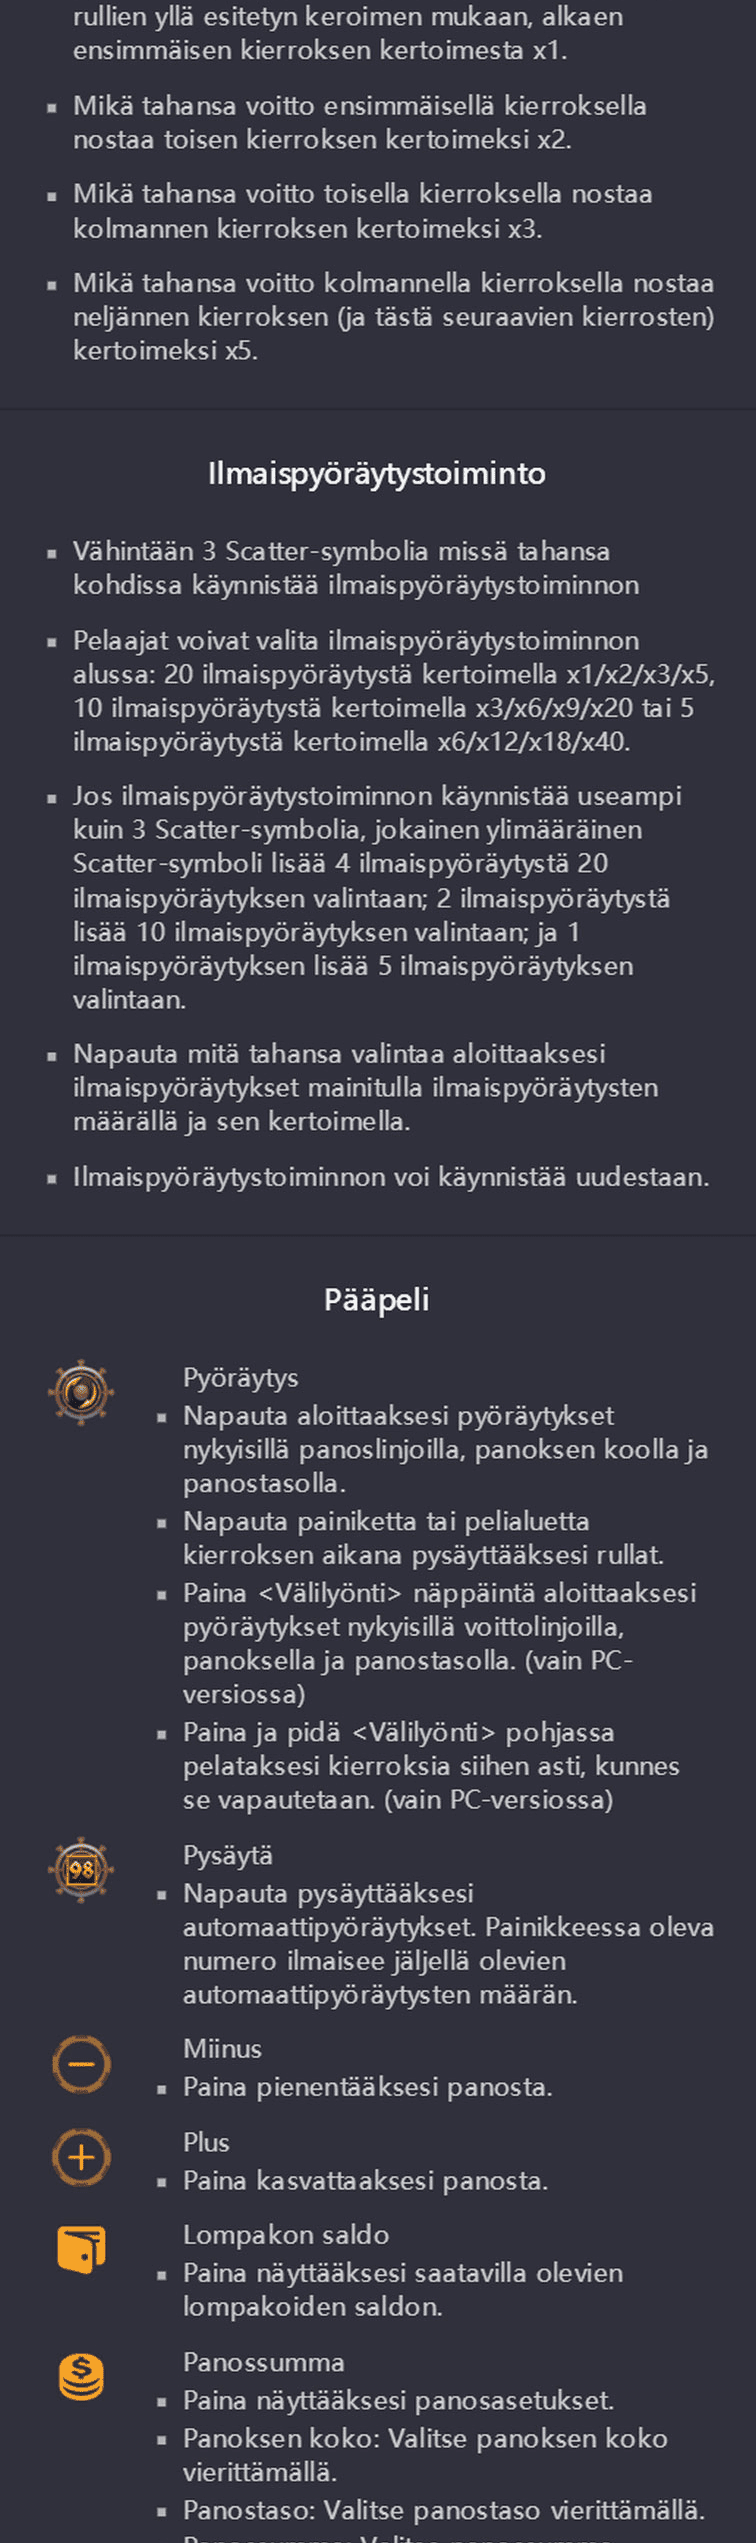 rullien yllä esitetyn keroimen mukaan, alkaen
ensimmäisen kierroksen kertoimesta x1.
▪ Mikä tahansa voitto ensimmäisellä kierroksella
nostaa toisen kierroksen kertoimeksi x2.
▪ Mikä tahansa voitto toisella kierroksella nostaa
kolmannen kierroksen kertoimeksi x3.
▪ Mikä tahansa voitto kolmannella kierroksella nostaa
neljännen kierroksen (ja tästä seuraavien kierrosten)
kertoimeksi x5.
Ilmaispyöräytystoiminto
▪ Vähintään 3 Scatter-symbolia missä tahansa
kohdissa käynnistää ilmaispyöräytystoiminnon
▪ Pelaajat voivat valita ilmaispyöräytystoiminnon
alussa: 20 ilmaispyöräytystä kertoimella x1/x2/x3/x5,
10 ilmaispyöräytystä kertoimella x3/x6/x9/x20 tai 5
ilmaispyöräytystä kertoimella x6/x12/x18/x40.
▪ Jos ilmaispyöräytystoiminnon käynnistää useampi
kuin 3 Scatter-symbolia, jokainen ylimääräinen
Scatter-symboli lisää 4 ilmaispyöräytystä 20
ilmaispyöräytyksen valintaan; 2 ilmaispyöräytystä
lisää 10 ilmaispyöräytyksen valintaan; ja 1
ilmaispyöräytyksen lisää 5 ilmaispyöräytyksen
valintaan.
▪ Napauta mitä tahansa valintaa aloittaaksesi
ilmaispyöräytykset mainitulla ilmaispyöräytysten
määrällä ja sen kertoimella.
▪ Ilmaispyöräytystoiminnon voi käynnistää uudestaan.
Pääpeli
Pyöräytys
▪ Napauta aloittaaksesi pyöräytykset
nykyisillä panoslinjoilla, panoksen koolla ja
panostasolla.
▪ Napauta painiketta tai pelialuetta
kierroksen aikana pysäyttääksesi rullat.
▪ Paina <Välilyönti> näppäintä aloittaaksesi
pyöräytykset nykyisillä voittolinjoilla,
panoksella ja panostasolla. (vain PC-
versiossa)
▪ Paina ja pidä <Välilyönti> pohjassa
pelataksesi kierroksia siihen asti, kunnes
se vapautetaan. (vain PC-versiossa)
98
Pysäytä
▪ Napauta pysäyttääksesi
automaattipyöräytykset. Painikkeessa oleva
numero ilmaisee jäljellä olevien
automaattipyöräytysten määrän.
Miinus
▪ Paina pienentääksesi panosta.
Plus
▪ Paina kasvattaaksesi panosta.
Lompakon saldo
▪ Paina näyttääksesi saatavilla olevien
lompakoiden saldon.
Panossumma
▪ Paina näyttääksesi panosasetukset.
▪ Panoksen koko: Valitse panoksen koko
vierittämällä.
▪ Panostaso: Valitse panostaso vierittämällä.